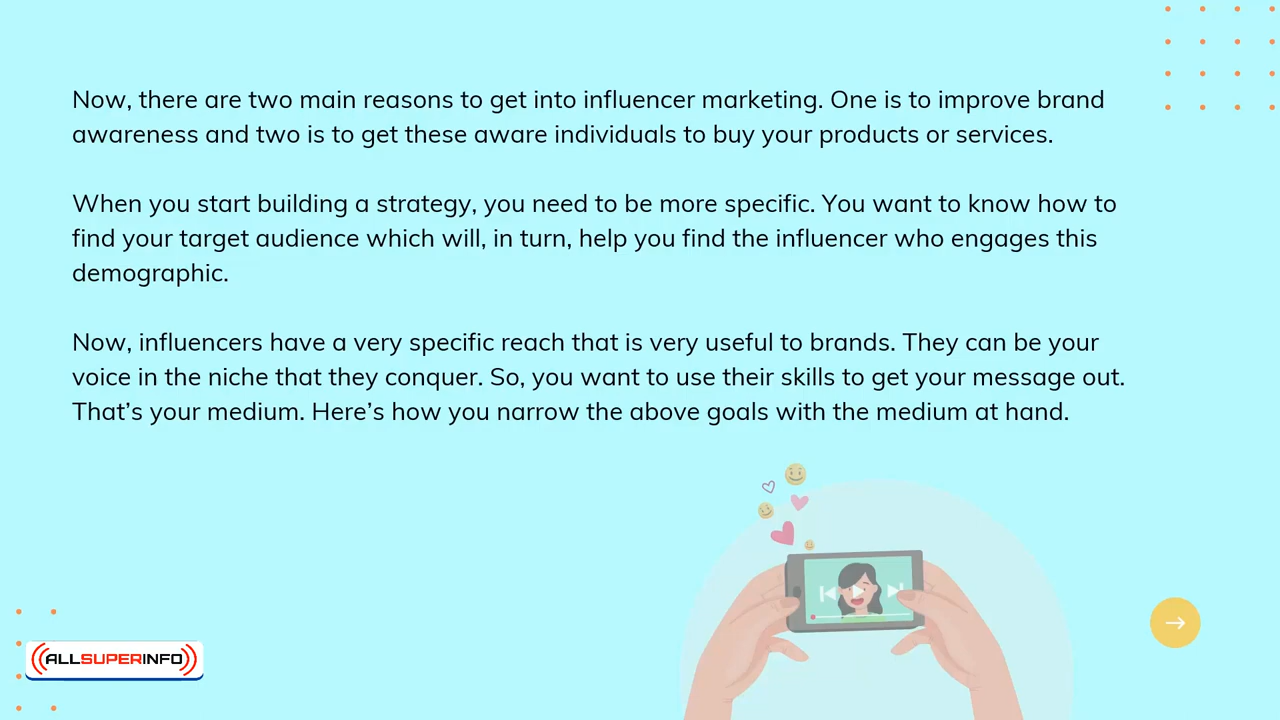 Now, there are two main reasons to get into influencer marketing. One is to improve brand
awareness and two is to get these aware individuals to buy your products or services.
When you start building a strategy, you need to be more specific. You want to know how to
find your target audience which will, in turn, help you find the influencer who engages this
demographic.
Now, influencers have a very specific reach that is very useful to brands. They can be your
voice in the niche that they conquer. So, you want to use their skills to get your message out.
That’s your medium. Here’s how you narrow the above goals with the medium at hand.
ALLSUPERINFO